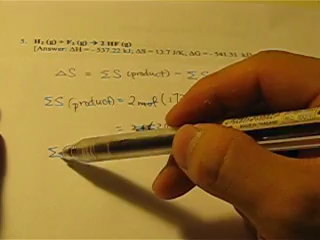 5. H₂ (g) + F₂ (g) → 2 HF (g)
[Answer: ΔH = - 537.22 kJ, ΔS = 13.7 J/K, ΔG = - 541.31 kJ]
ΔS = ΣS (product) - ΣS
ΣS (product) = 2 mol (17
=
Σ